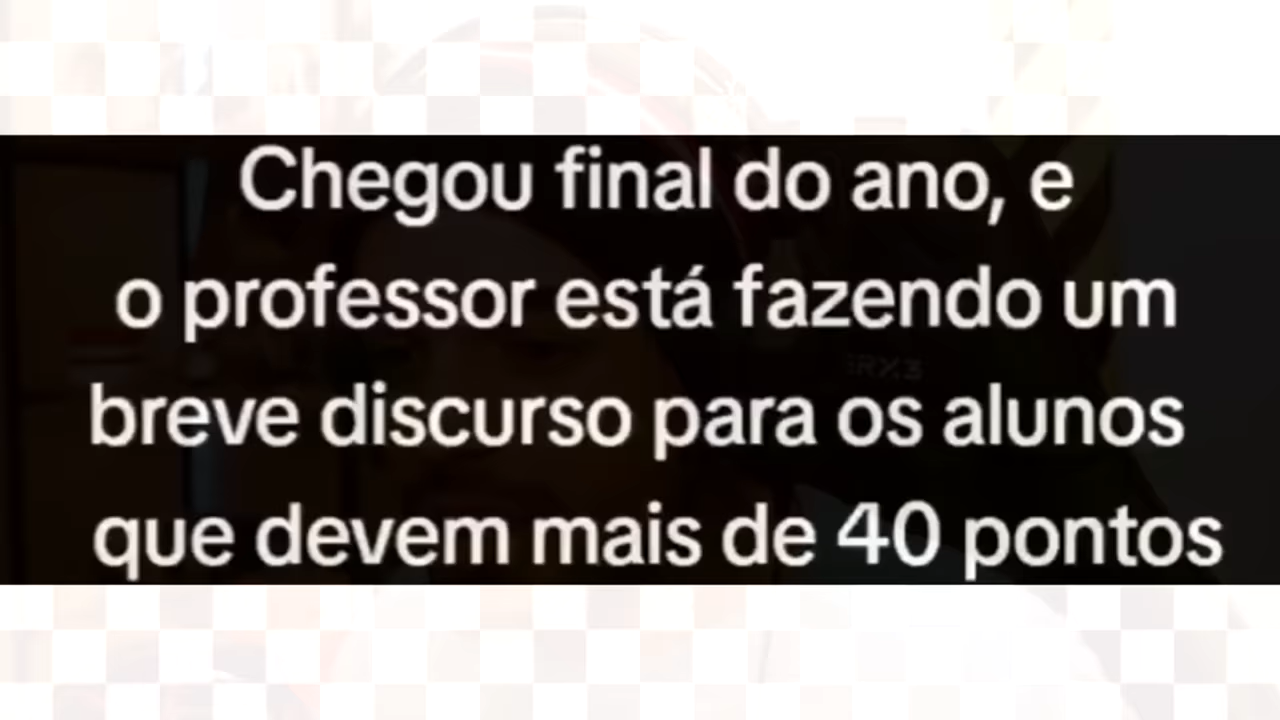 Chegou final do ano, e
o professor está fazendo um
breve discurso para os alunos
que devem mais de 40 pontos